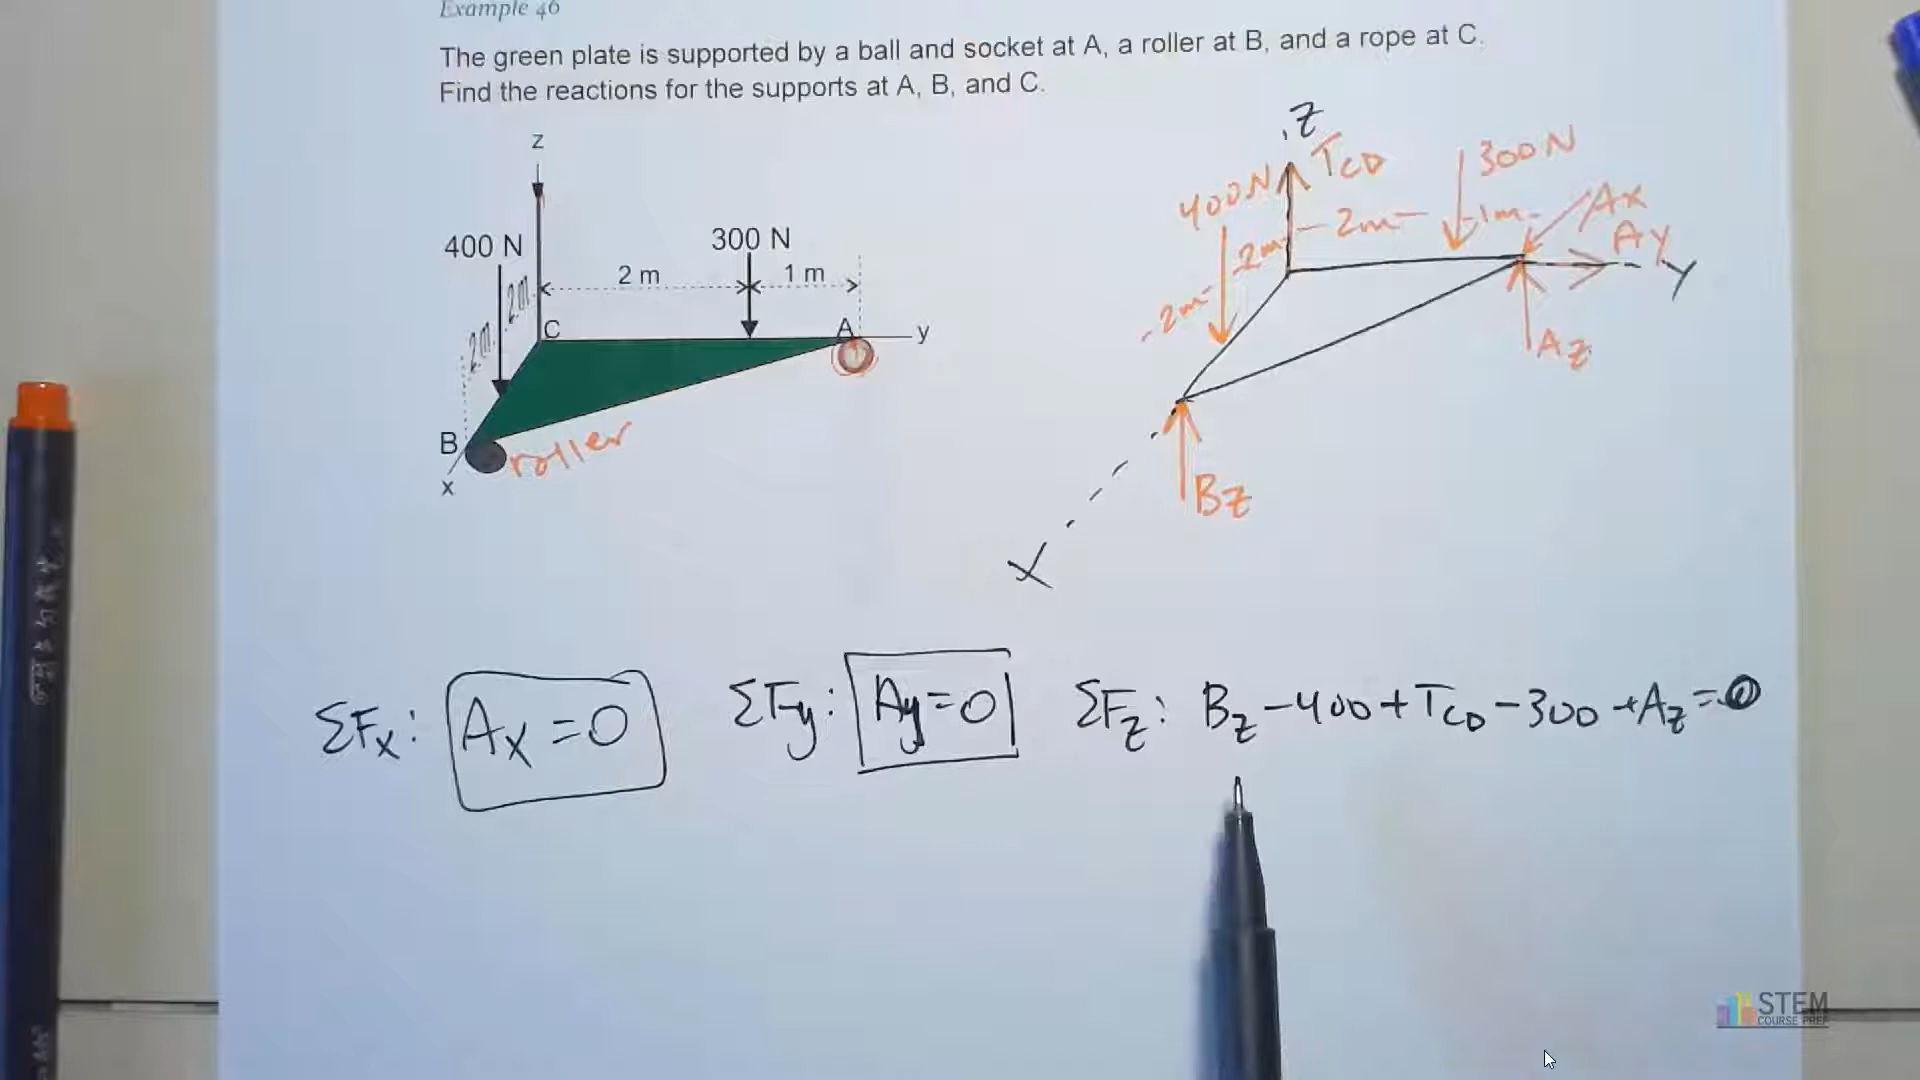 Example 46
The green plate is supported by a ball and socket at A, a roller at B, and a rope at C.
Find the reactions for the supports at A, B, and C.
z
400 N
300 N
2 m
1 m
2m
2m
C
A
y
B
roller
x
Z
TCD
300N
400N
Ax
2m
1m
Ay
2m
Y
2m
Az
Bz
X
ΣFx: Ax=0 ΣFy: Ay=0 ΣFz: Bz-400+TCD-300+Az=0
STEM
COURSE PREP